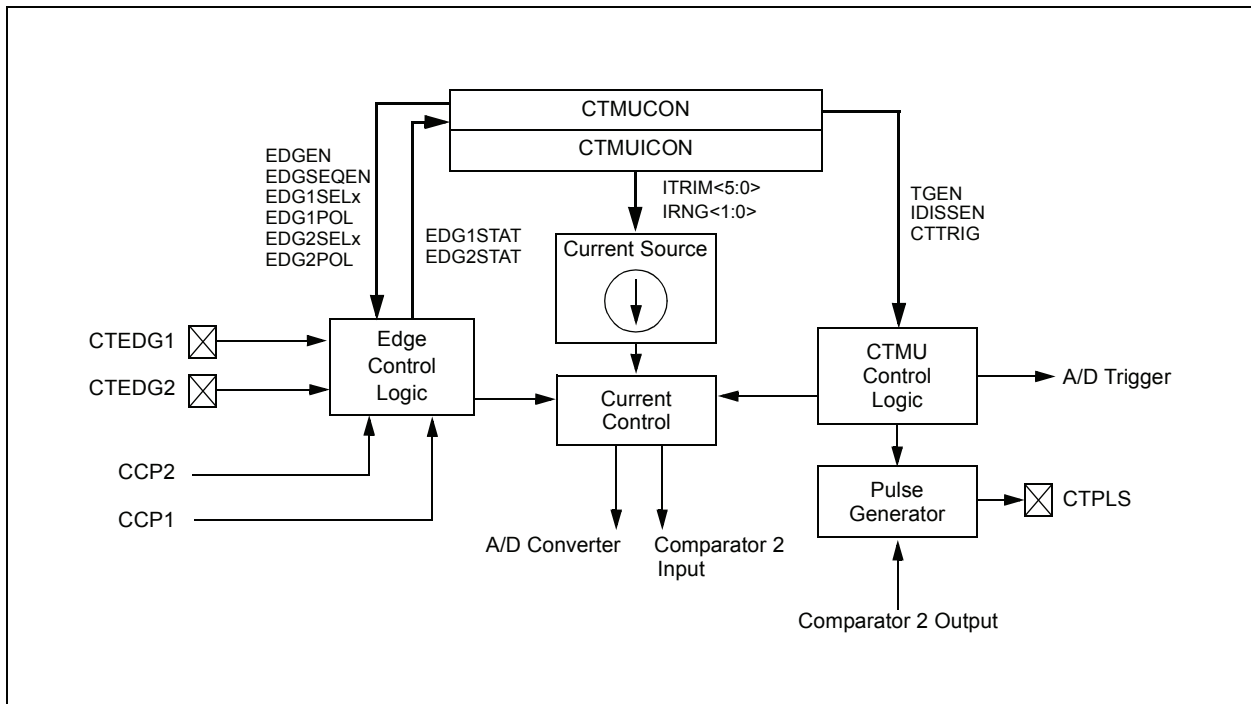 CTMUCON
CTMUICON
EDGEN
EDGSEQEN
EDG1SELx
EDG1POL
EDG2SELx
EDG2POL
EDG1STAT
EDG2STAT
ITRIM<5:0>
IRNG<1:0>
TGEN
IDISSEN
CTTRIG
Current Source
CTEDG1
CTEDG2
Edge
Control
Logic
Current
Control
CTMU
Control
Logic
A/D Trigger
CCP2
CCP1
Pulse
Generator
CTPLS
A/D Converter
Comparator 2
Input
Comparator 2 Output